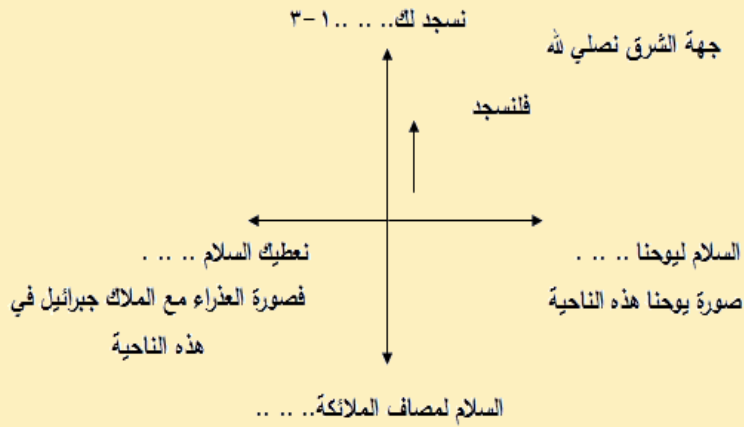 نسجد لك.. .. ..١-٣
جهة الشرق نصلي لله
فلنسجد
السلام ليوحنا .. .. .
صورة يوحنا هذه الناحية
نعطيك السلام .. .. .
فصورة العذراء مع الملاك جبرائيل في
هذه الناحية
السلام لمصاف الملائكة.. .. ..